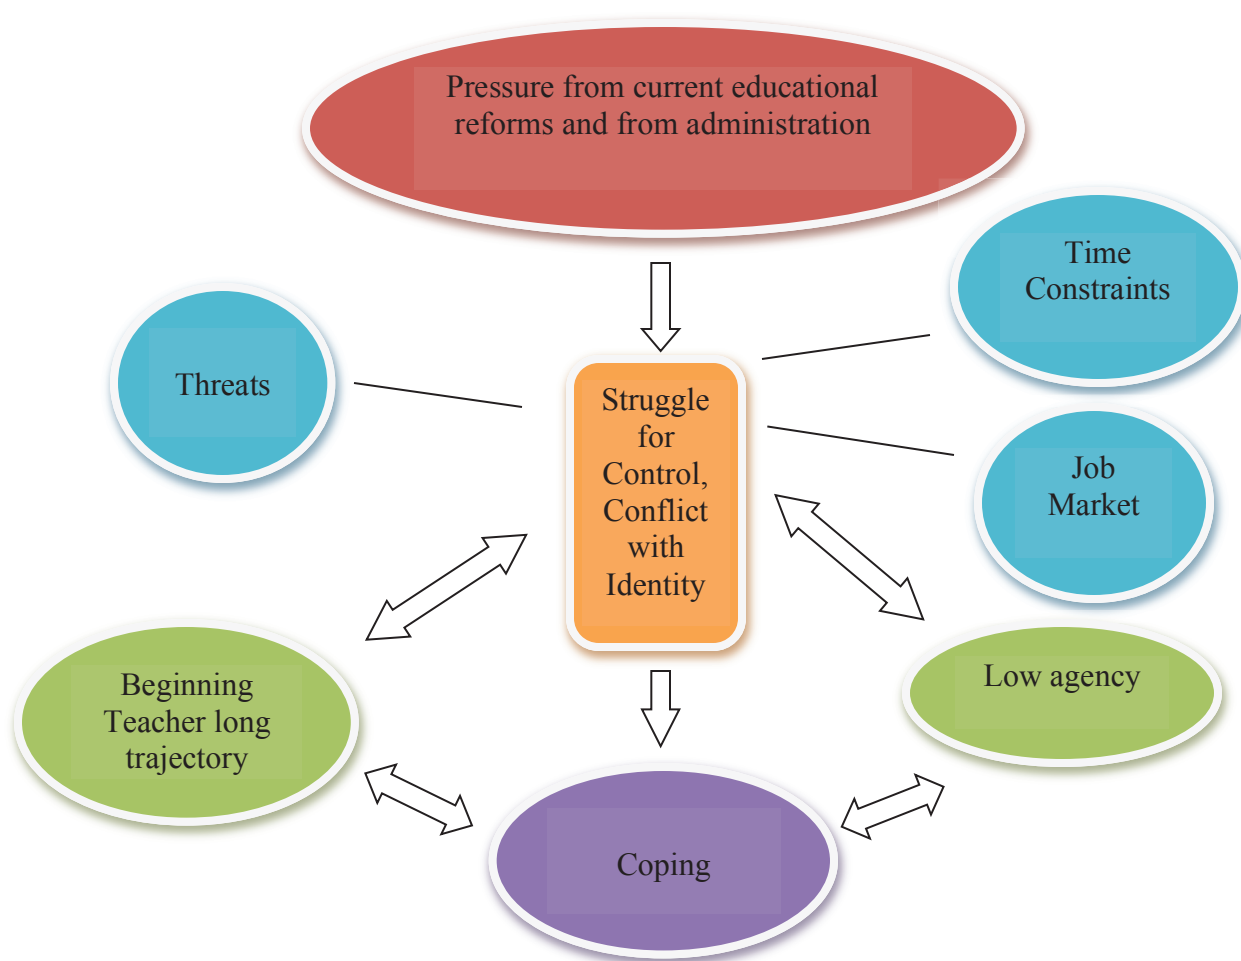 Pressure from current educational
reforms and from administration
Time
Constraints
Threats
Struggle
for
Control,
Conflict
with
Identity
Job
Market
Beginning
Teacher long
trajectory
Low agency
Coping